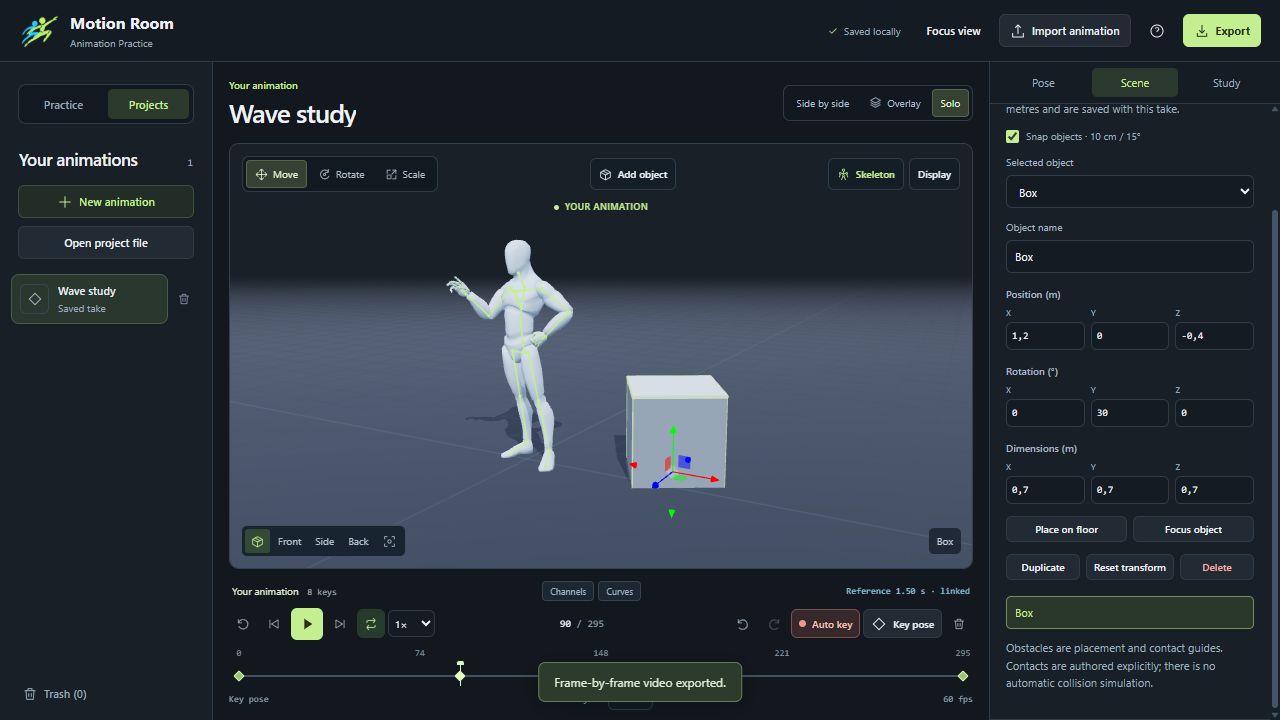 Motion Room
Animation Practice
Saved locally
Focus view
Import animation
Export
Practice
Projects
Your animations
1
New animation
Open project file
Wave study
Saved take
Trash (0)
Your animation
Wave study
Side by side
Overlay
Solo
Move
Rotate
Scale
Add object
Skeleton
Display
YOUR ANIMATION
Front
Side
Back
Box
Your animation 8 keys
Channels
Curves
Reference 1.50 s · linked
1x
90 / 295
Auto key
Key pose
0
74
148
221
295
Frame-by-frame video exported.
Key pose
60 fps
Pose
Scene
Study
metres and are saved with this take.
Snap objects · 10 cm / 15°
Selected object
Box
Object name
Box
Position (m)
X Y Z
1,2 0 -0,4
Rotation (°)
X Y Z
0 30 0
Dimensions (m)
X Y Z
0,7 0,7 0,7
Place on floor
Focus object
Duplicate
Reset transform
Delete
Box
Obstacles are placement and contact guides.
Contacts are authored explicitly; there is no
automatic collision simulation.